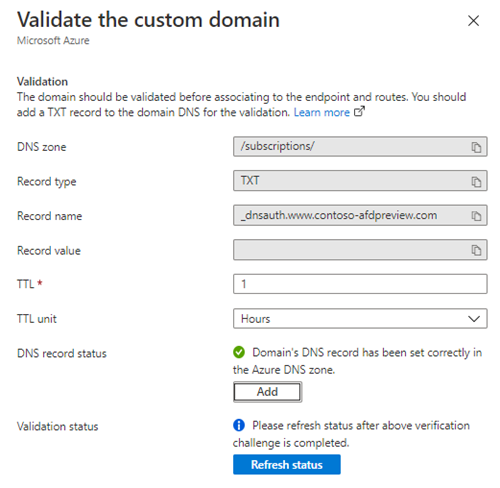 Validate the custom domain
Microsoft Azure
Validation
The domain should be validated before associating to the endpoint and routes. You should
add a TXT record to the domain DNS for the validation. Learn more
DNS zone
/subscriptions/
Record type
TXT
Record name
_dnsauth.www.contoso-afdpreview.com
Record value
TTL *
1
TTL unit
Hours
DNS record status
Domain's DNS record has been set correctly in
the Azure DNS zone.
Add
Validation status
Please refresh status after above verification
challenge is completed.
Refresh status